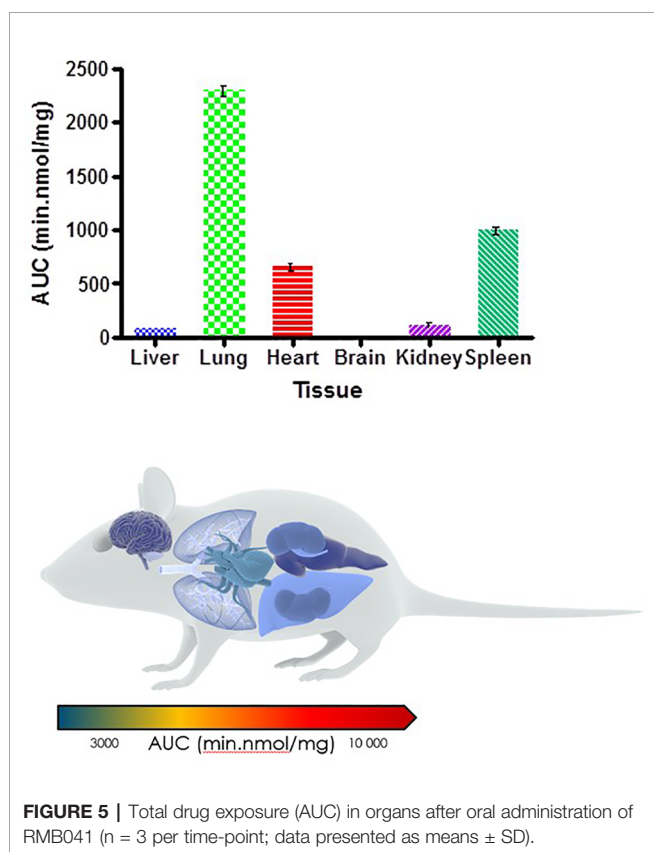 2500
2000
1500
1000
500
0
AUC (min.nmol/mg)
Liver Lung Heart Brain Kidney Spleen
Tissue
3000 AUC (min.nmol/mg) 10 000
FIGURE 5 | Total drug exposure (AUC) in organs after oral administration of
RMB041 (n = 3 per time-point; data presented as means ± SD).